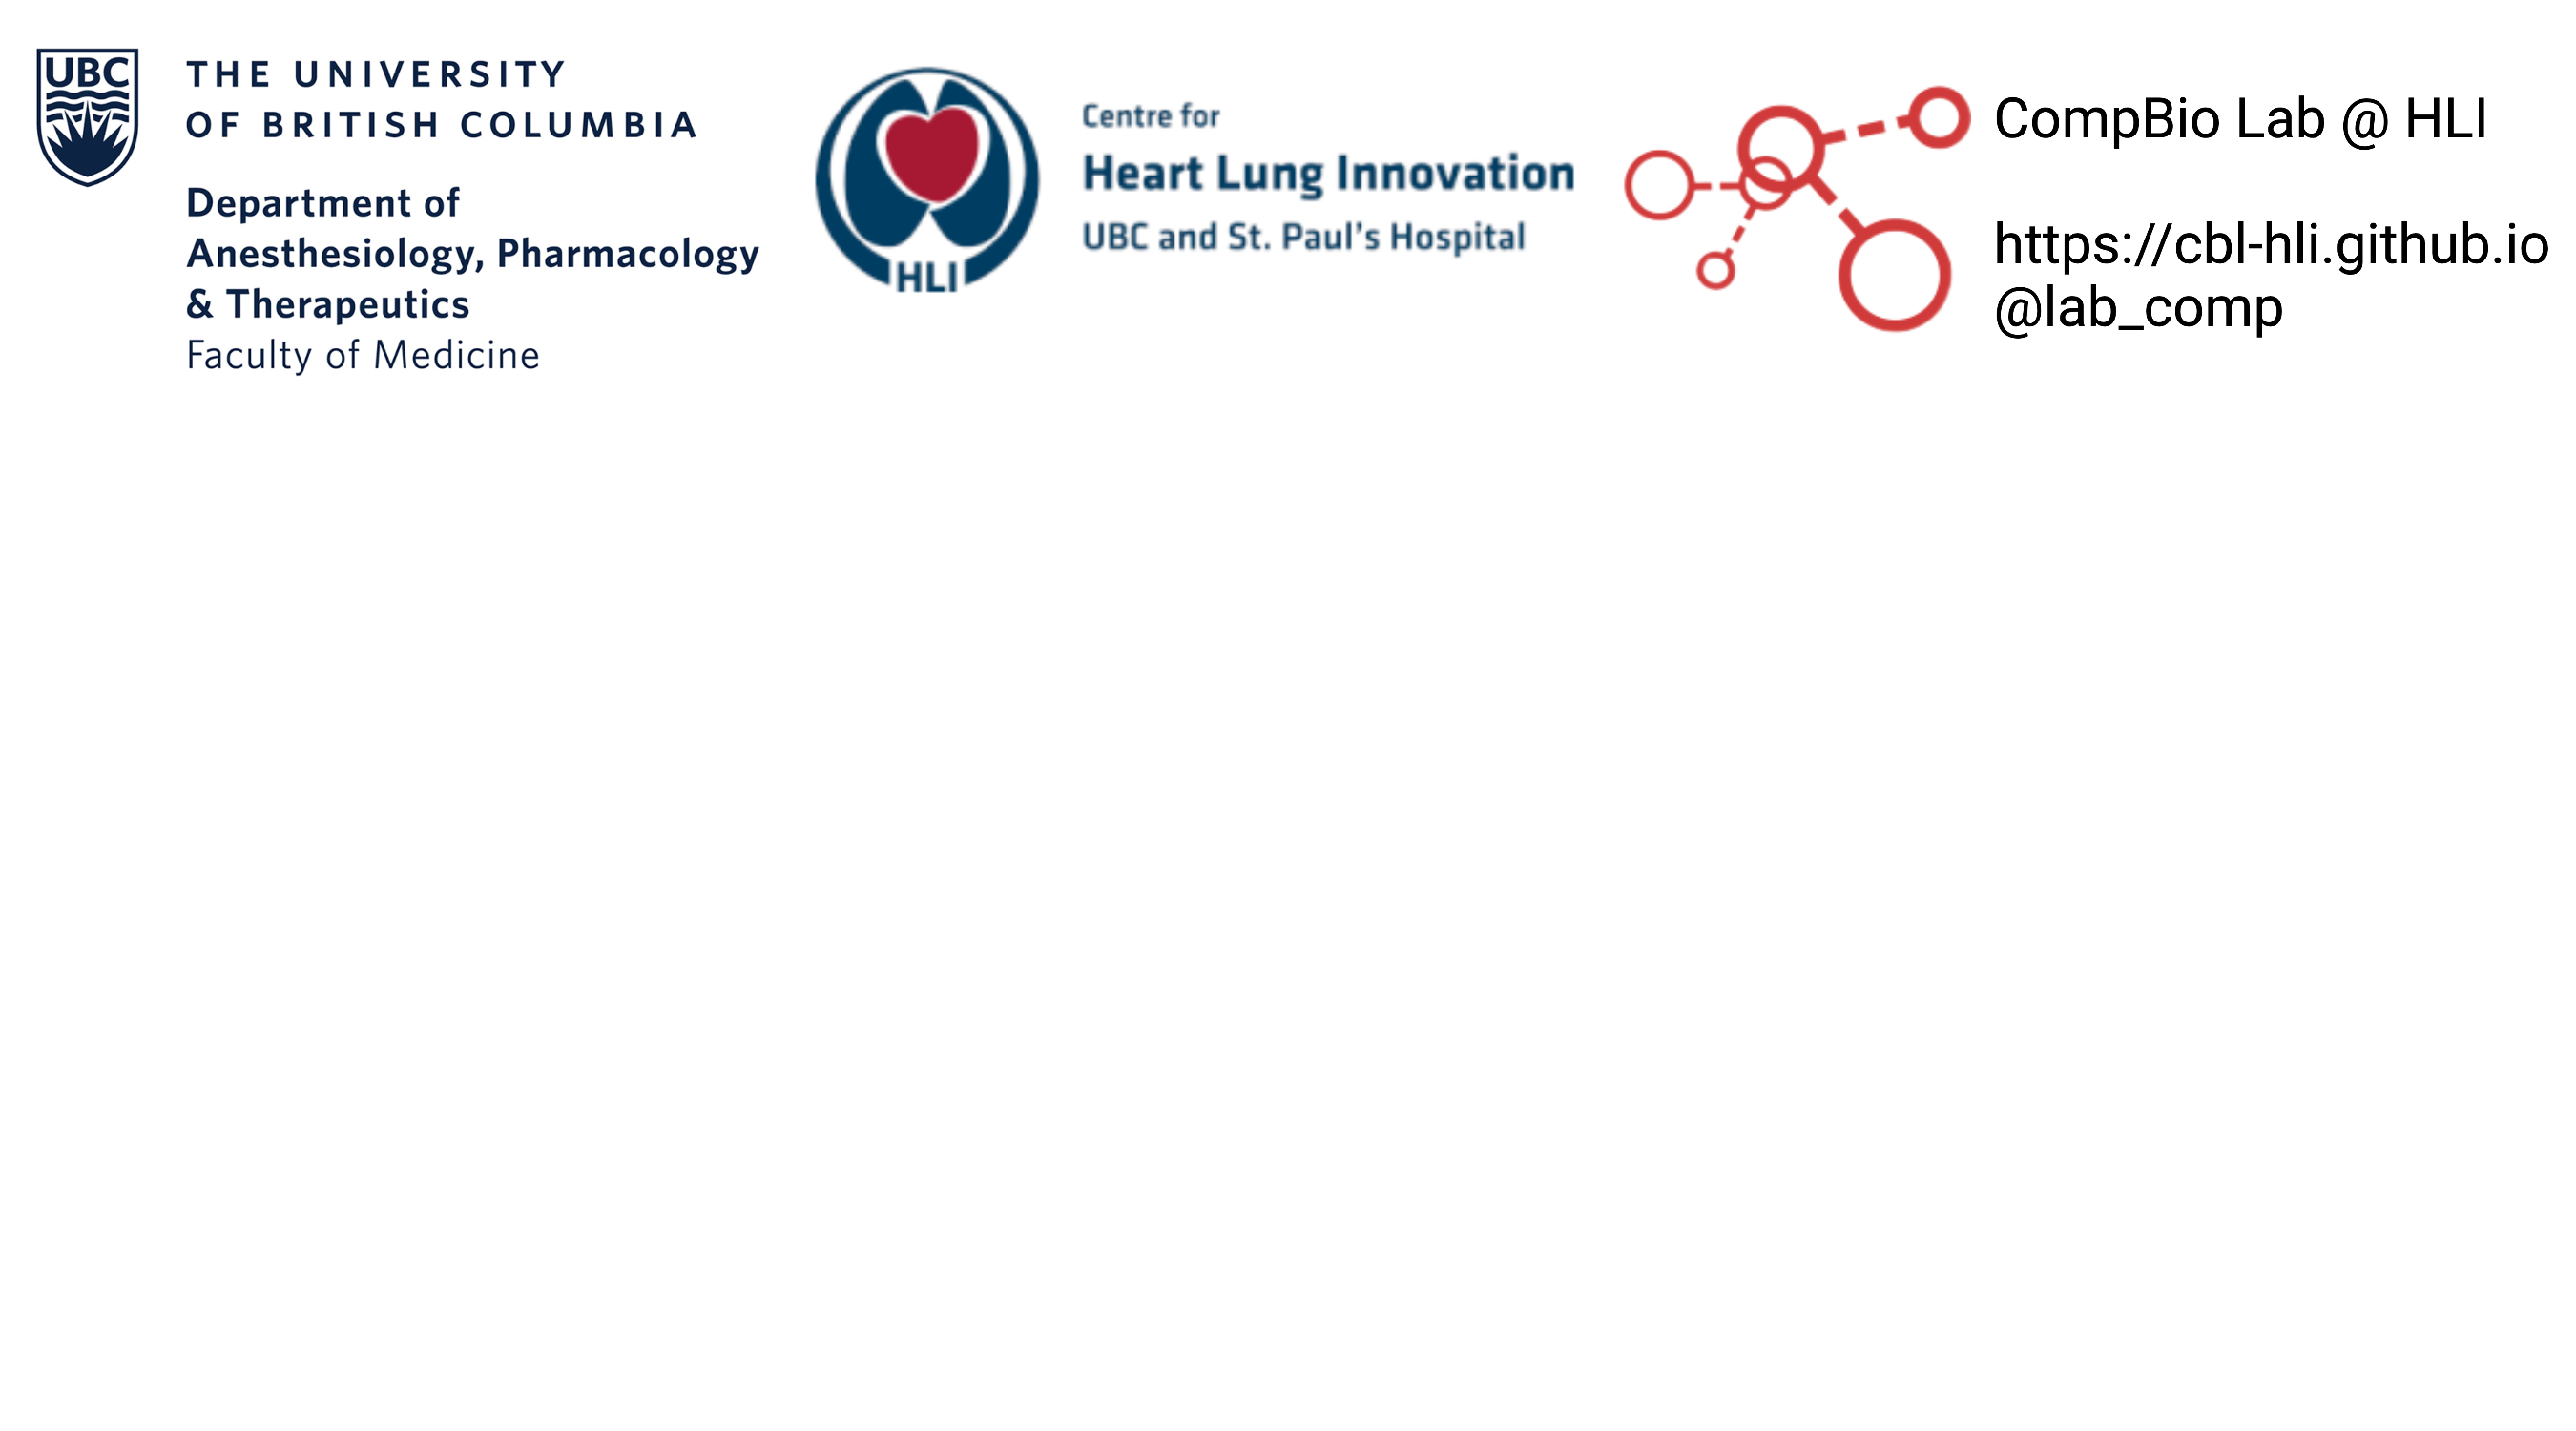 UBC
THE UNIVERSITY
OF BRITISH COLUMBIA
Department of
Anesthesiology, Pharmacology
& Therapeutics
Faculty of Medicine
HLI
Centre for
Heart Lung Innovation
UBC and St. Paul's Hospital
CompBio Lab @ HLI
https://cbl-hli.github.io
@lab_comp